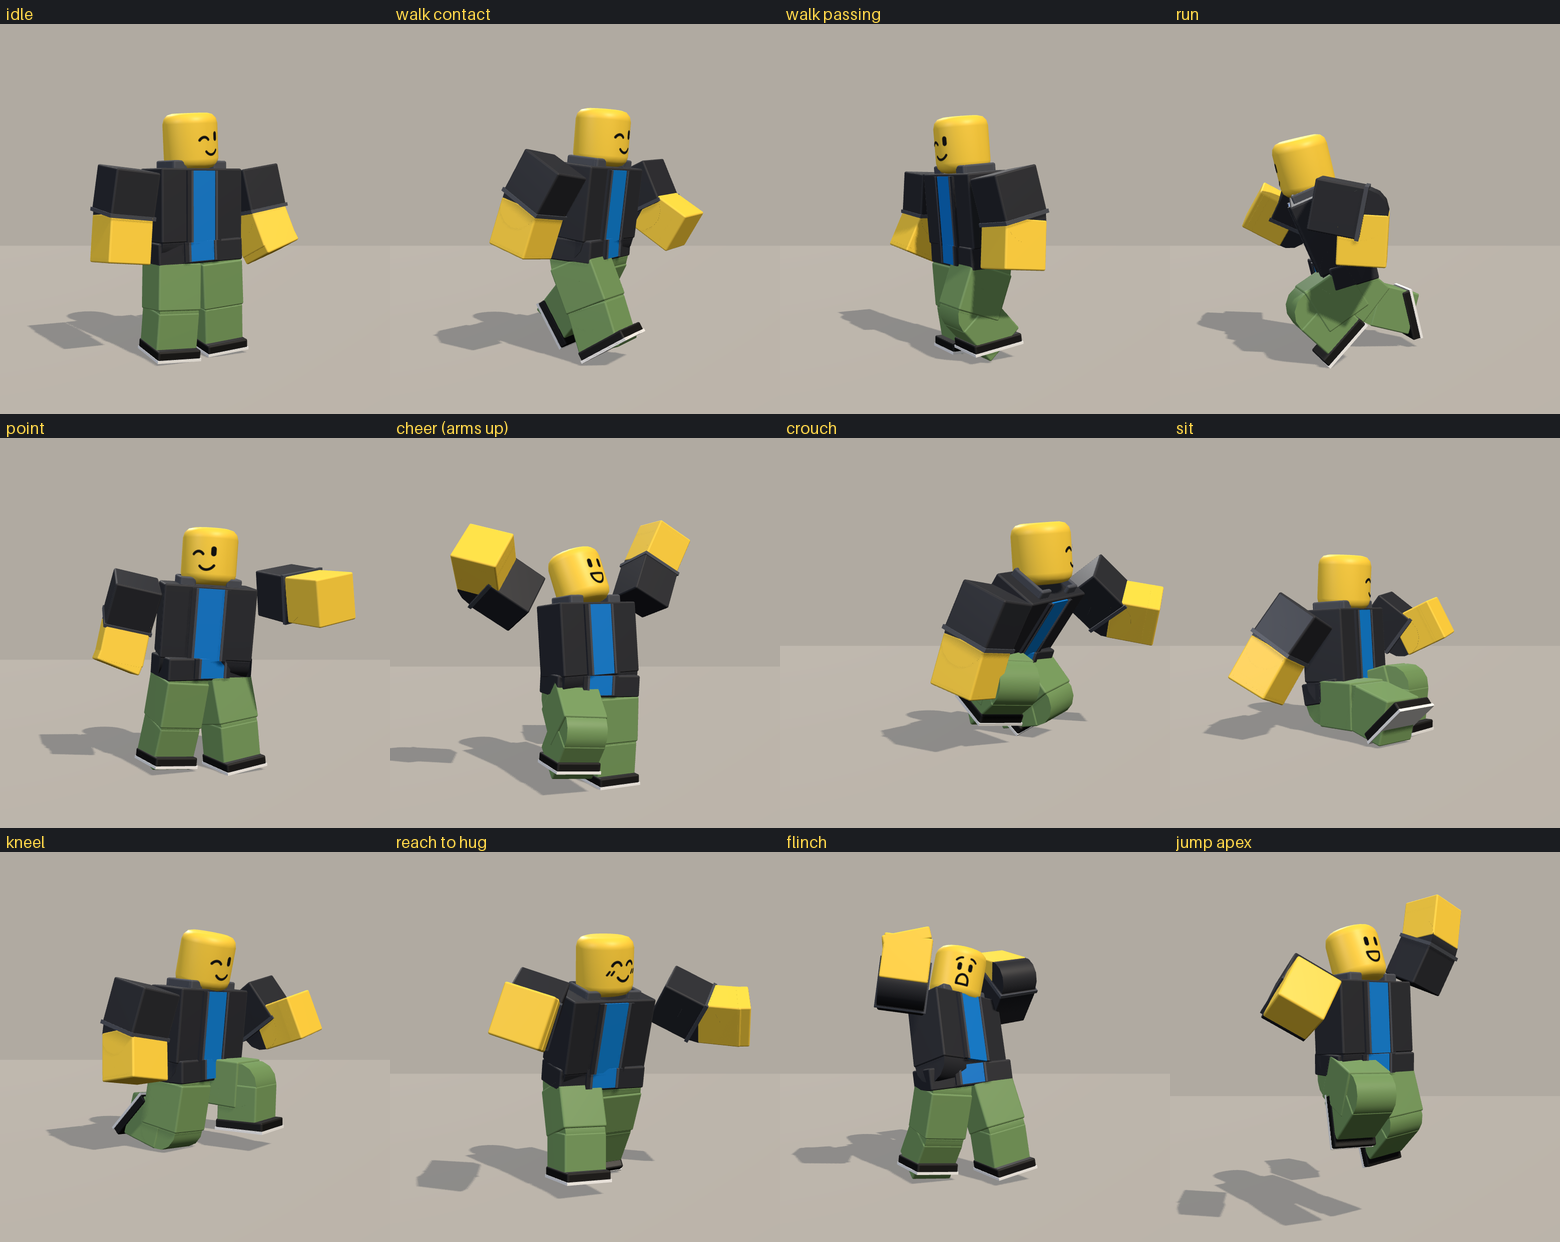 idle
walk contact
walk passing
run
point
cheer (arms up)
crouch
sit
kneel
reach to hug
flinch
jump apex